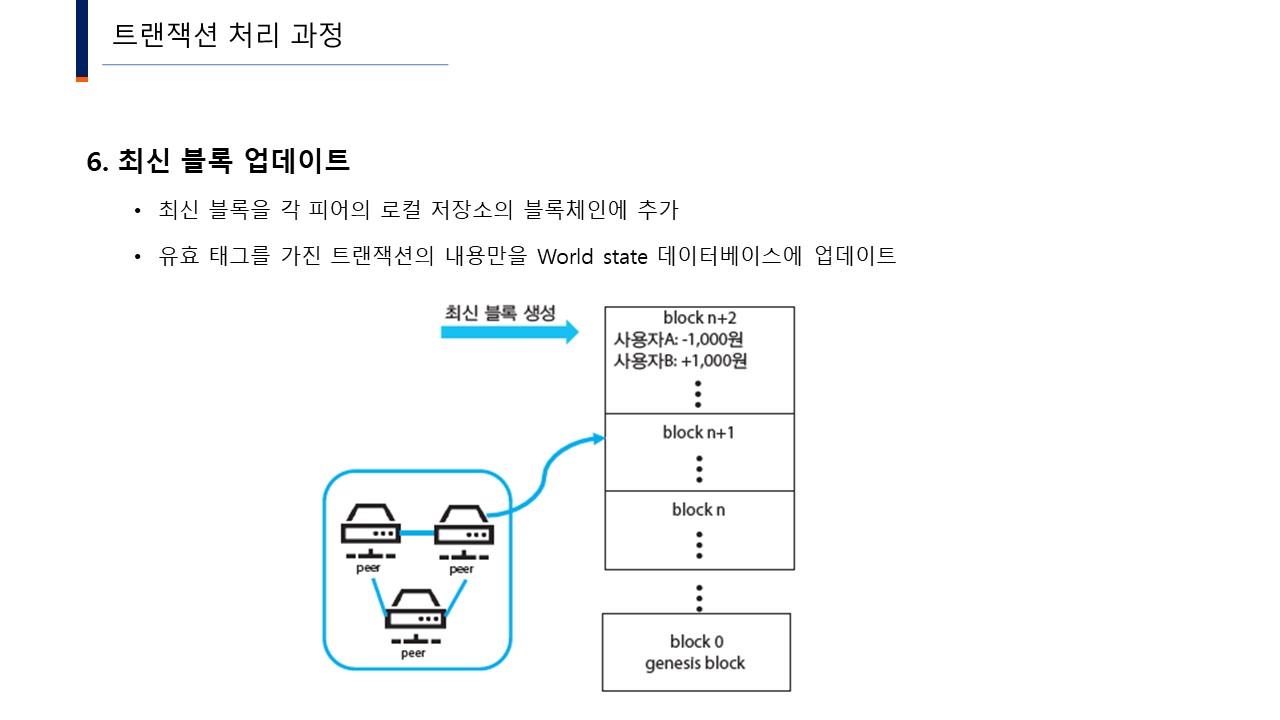 트랜잭션 처리 과정
6. 최신 블록 업데이트
• 최신 블록을 각 피어의 로컬 저장소의 블록체인에 추가
• 유효 태그를 가진 트랜잭션의 내용만을 World state 데이터베이스에 업데이트
최신 블록 생성
block n+2
사용자A: -1,000원
사용자B: +1,000원
block n+1
block n
peer
peer
peer
block 0
genesis block